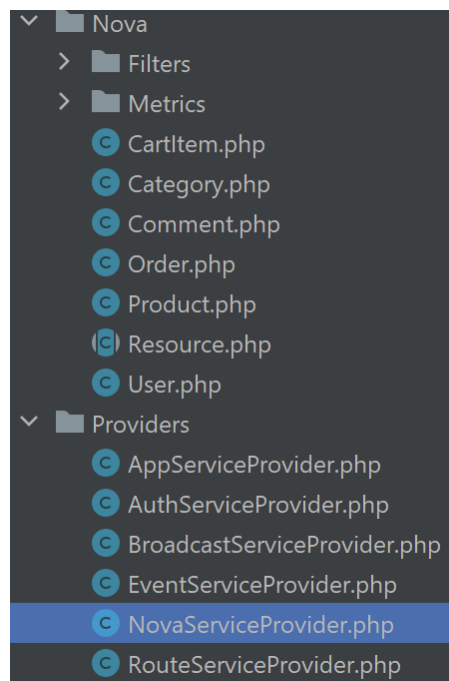 Nova
Filters
Metrics
CartItem.php
Category.php
Comment.php
Order.php
Product.php
Resource.php
User.php
Providers
AppServiceProvider.php
AuthServiceProvider.php
BroadcastServiceProvider.php
EventServiceProvider.php
NovaServiceProvider.php
RouteServiceProvider.php